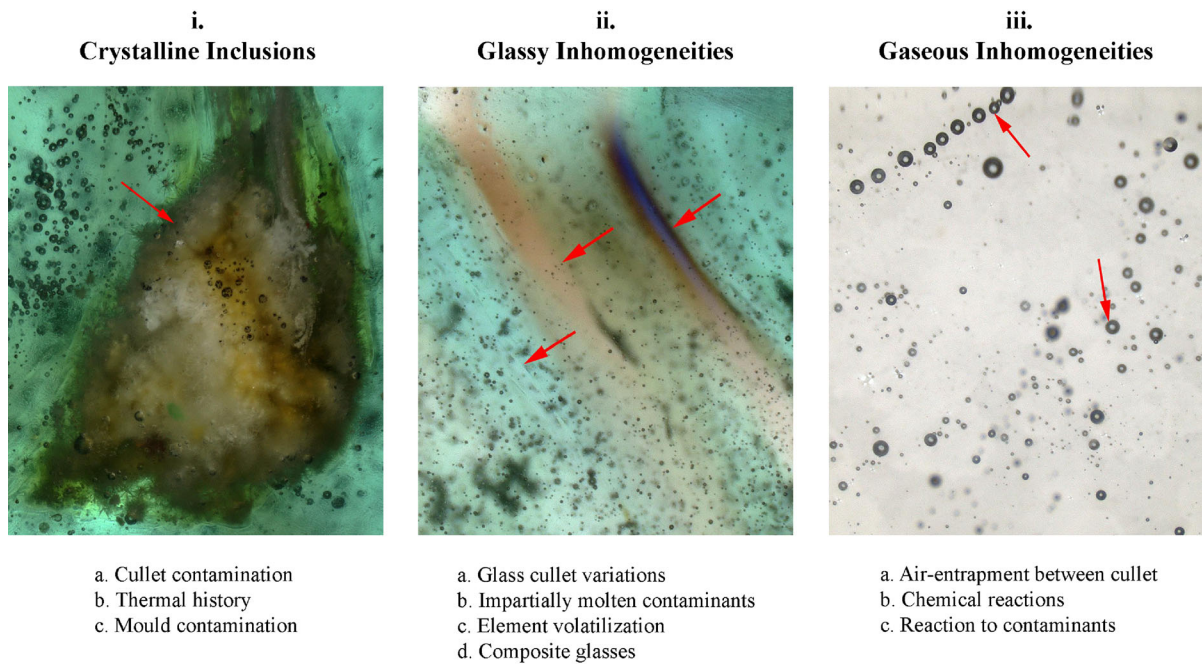 i.
Crystalline Inclusions
ii.
Glassy Inhomogeneities
iii.
Gaseous Inhomogeneities
a. Cullet contamination
b. Thermal history
c. Mould contamination
a. Glass cullet variations
b. Impartially molten contaminants
c. Element volatilization
d. Composite glasses
a. Air-entrapment between cullet
b. Chemical reactions
c. Reaction to contaminants